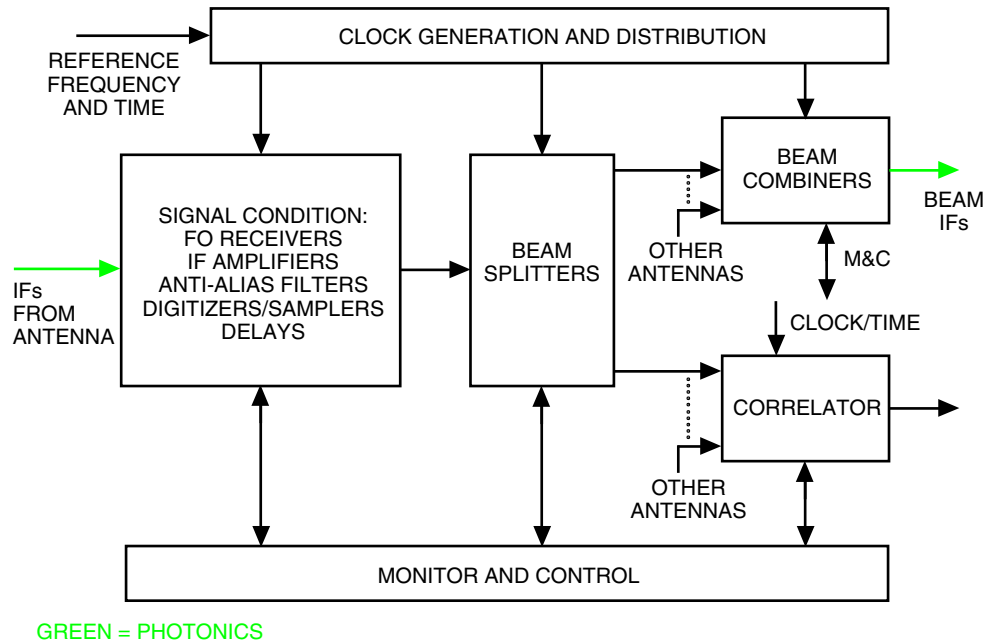 CLOCK GENERATION AND DISTRIBUTION
REFERENCE
FREQUENCY
AND TIME
SIGNAL CONDITION:
FO RECEIVERS
IF AMPLIFIERS
ANTI-ALIAS FILTERS
DIGITIZERS/SAMPLERS
DELAYS
IFs
FROM
ANTENNA
BEAM
SPLITTERS
BEAM
COMBINERS
BEAM
IFs
OTHER
ANTENNAS
M&C
CLOCK/TIME
CORRELATOR
OTHER
ANTENNAS
MONITOR AND CONTROL
GREEN = PHOTONICS